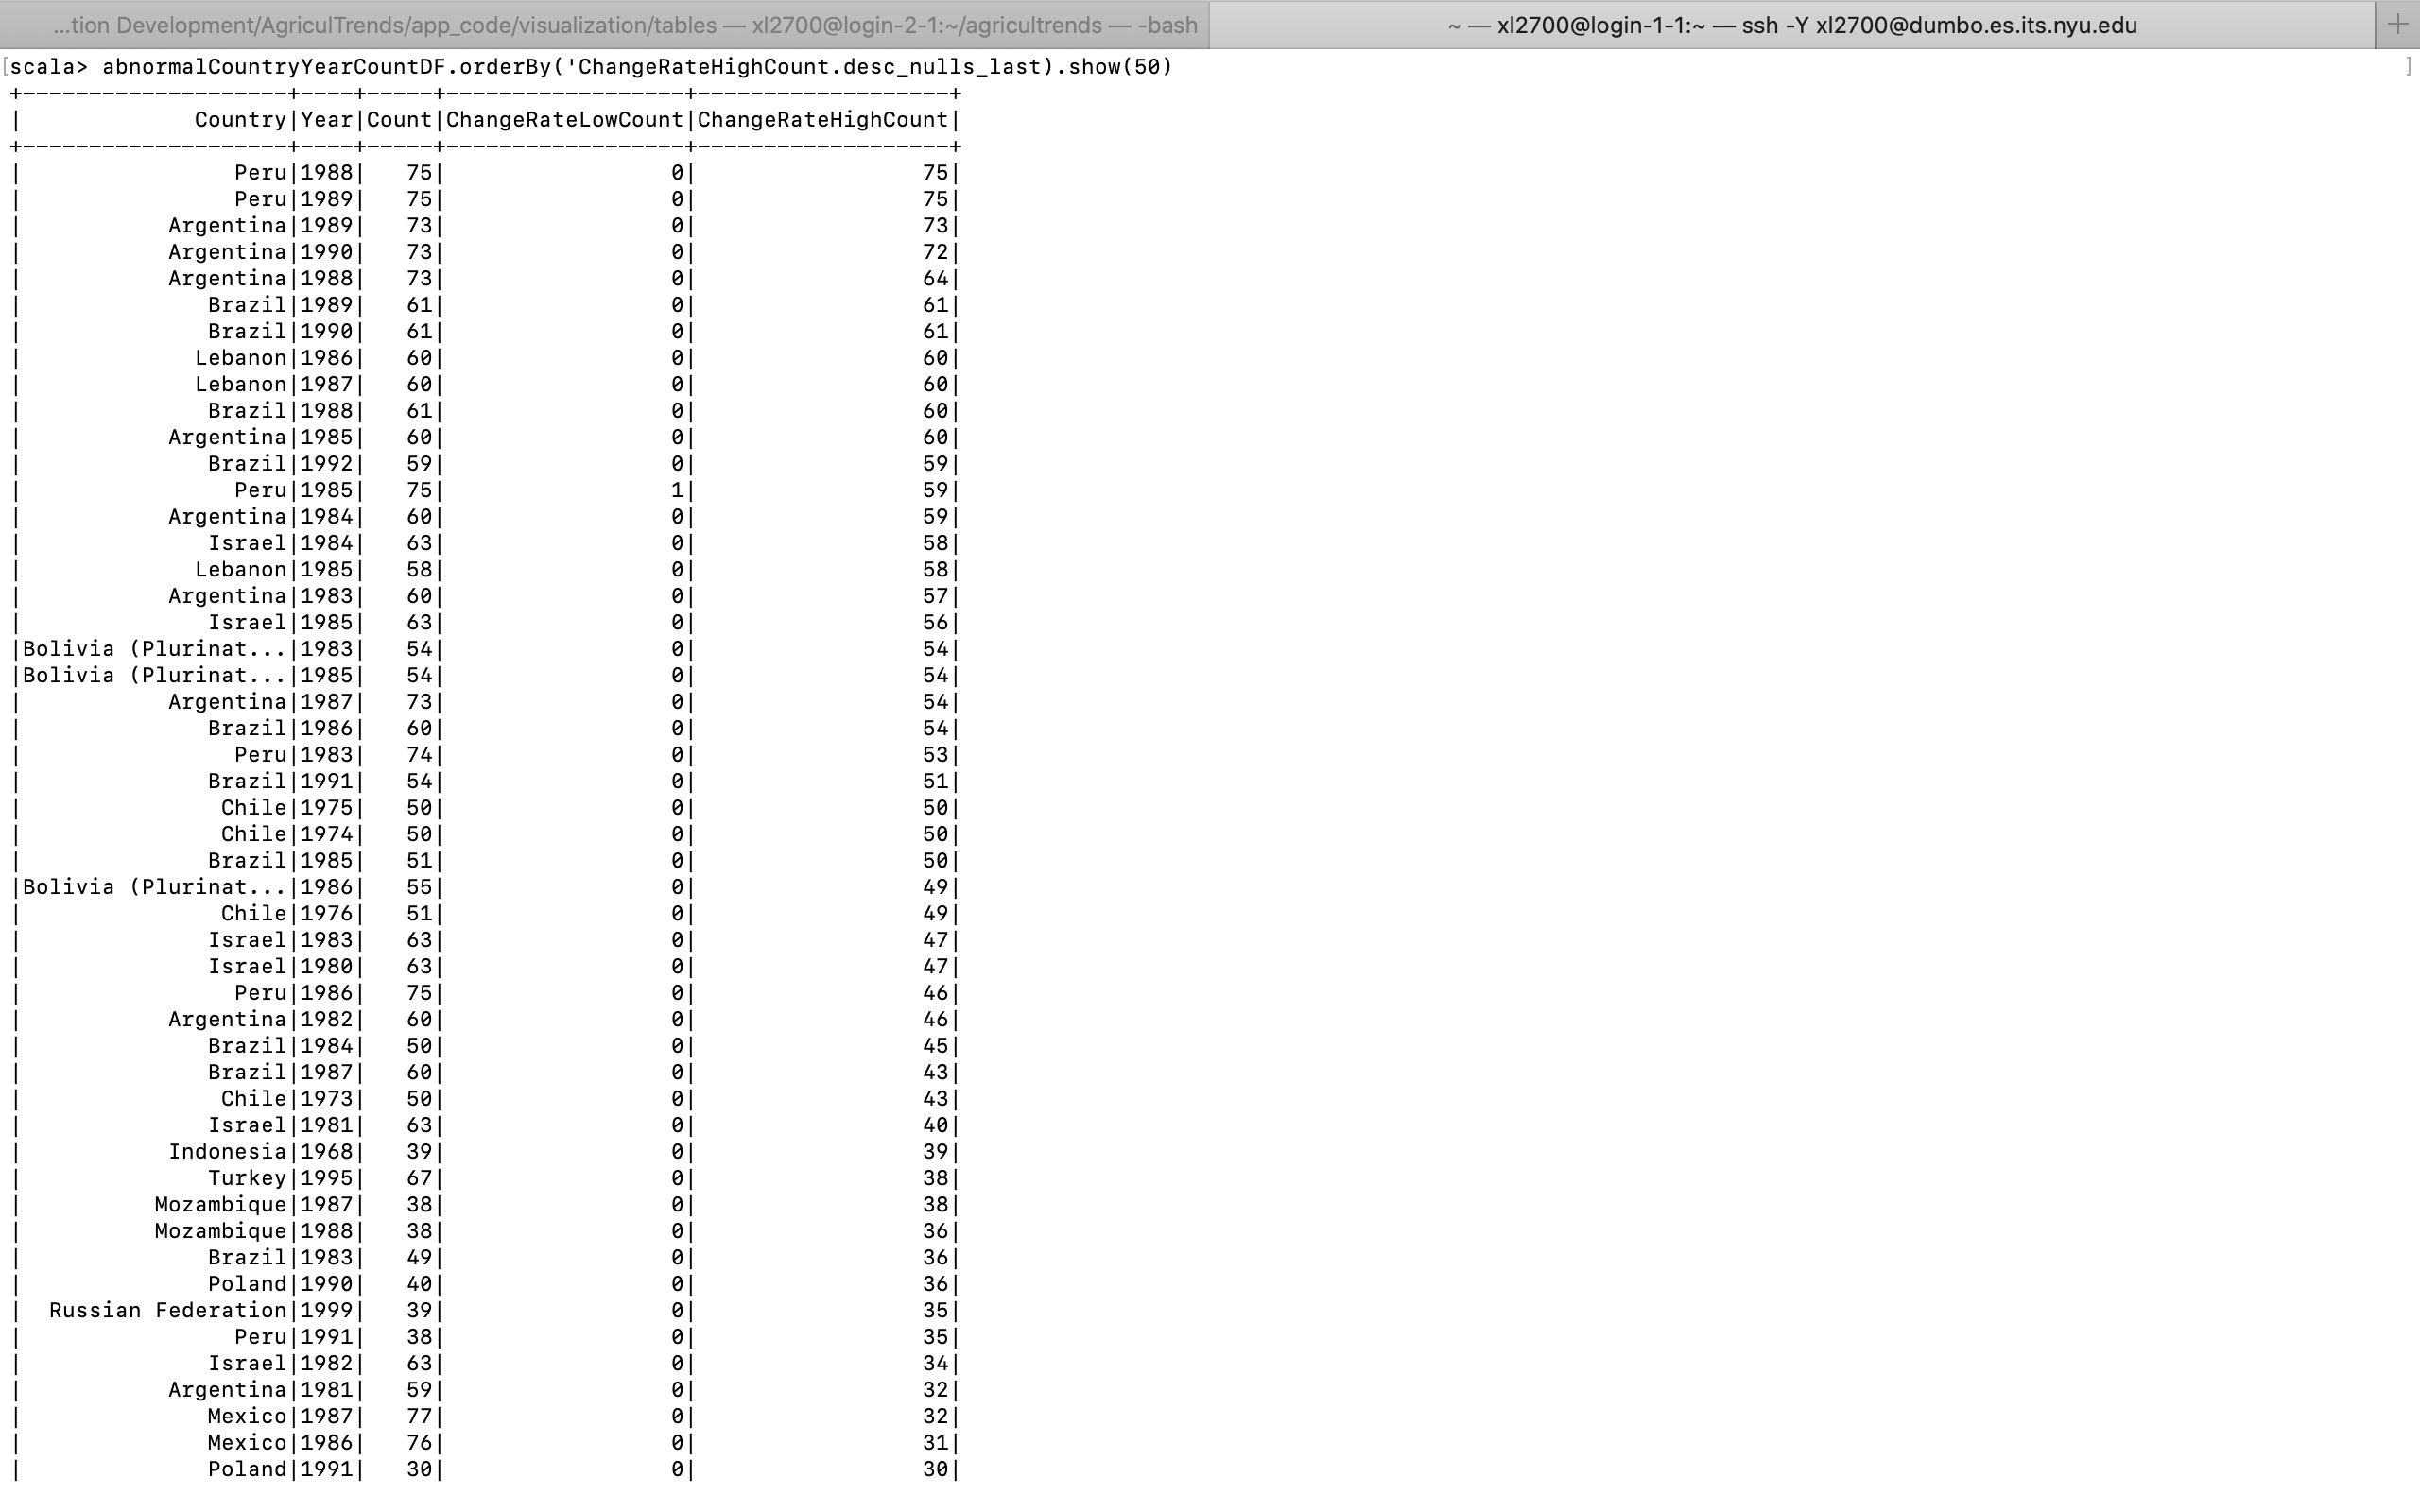 ...tion Development/AgriculTrends/app_code/visualization/tables — xl2700@login-2-1:~/agricultrends — -bash
~ — xl2700@login-1-1:~ — ssh -Y xl2700@dumbo.es.its.nyu.edu
[scala> abnormalCountryYearCountDF.orderBy('ChangeRateHighCount.desc_nulls_last).show(50) ]
+--------------------+----+-----+------------------+-------------------+
|             Country|Year|Count|ChangeRateLowCount|ChangeRateHighCount|
+--------------------+----+-----+------------------+-------------------+
|                Peru|1988|   75|                 0|                 75|
|                Peru|1989|   75|                 0|                 75|
|           Argentina|1989|   73|                 0|                 73|
|           Argentina|1990|   73|                 0|                 72|
|           Argentina|1988|   73|                 0|                 64|
|              Brazil|1989|   61|                 0|                 61|
|              Brazil|1990|   61|                 0|                 61|
|             Lebanon|1986|   60|                 0|                 60|
|             Lebanon|1987|   60|                 0|                 60|
|              Brazil|1988|   61|                 0|                 60|
|           Argentina|1985|   60|                 0|                 60|
|              Brazil|1992|   59|                 0|                 59|
|                Peru|1985|   75|                 1|                 59|
|           Argentina|1984|   60|                 0|                 59|
|              Israel|1984|   63|                 0|                 58|
|             Lebanon|1985|   58|                 0|                 58|
|           Argentina|1983|   60|                 0|                 57|
|              Israel|1985|   63|                 0|                 56|
|Bolivia (Plurinat...|1983|   54|                 0|                 54|
|Bolivia (Plurinat...|1985|   54|                 0|                 54|
|           Argentina|1987|   73|                 0|                 54|
|              Brazil|1986|   60|                 0|                 54|
|                Peru|1983|   74|                 0|                 53|
|              Brazil|1991|   54|                 0|                 51|
|               Chile|1975|   50|                 0|                 50|
|               Chile|1974|   50|                 0|                 50|
|              Brazil|1985|   51|                 0|                 50|
|Bolivia (Plurinat...|1986|   55|                 0|                 49|
|               Chile|1976|   51|                 0|                 49|
|              Israel|1983|   63|                 0|                 47|
|              Israel|1980|   63|                 0|                 47|
|                Peru|1986|   75|                 0|                 46|
|           Argentina|1982|   60|                 0|                 46|
|              Brazil|1984|   50|                 0|                 45|
|              Brazil|1987|   60|                 0|                 43|
|               Chile|1973|   50|                 0|                 43|
|              Israel|1981|   63|                 0|                 40|
|           Indonesia|1968|   39|                 0|                 39|
|              Turkey|1995|   67|                 0|                 38|
|          Mozambique|1987|   38|                 0|                 38|
|          Mozambique|1988|   38|                 0|                 36|
|              Brazil|1983|   49|                 0|                 36|
|              Poland|1990|   40|                 0|                 36|
|  Russian Federation|1999|   39|                 0|                 35|
|                Peru|1991|   38|                 0|                 35|
|              Israel|1982|   63|                 0|                 34|
|           Argentina|1981|   59|                 0|                 32|
|              Mexico|1987|   77|                 0|                 32|
|              Mexico|1986|   76|                 0|                 31|
|              Poland|1991|   30|                 0|                 30|